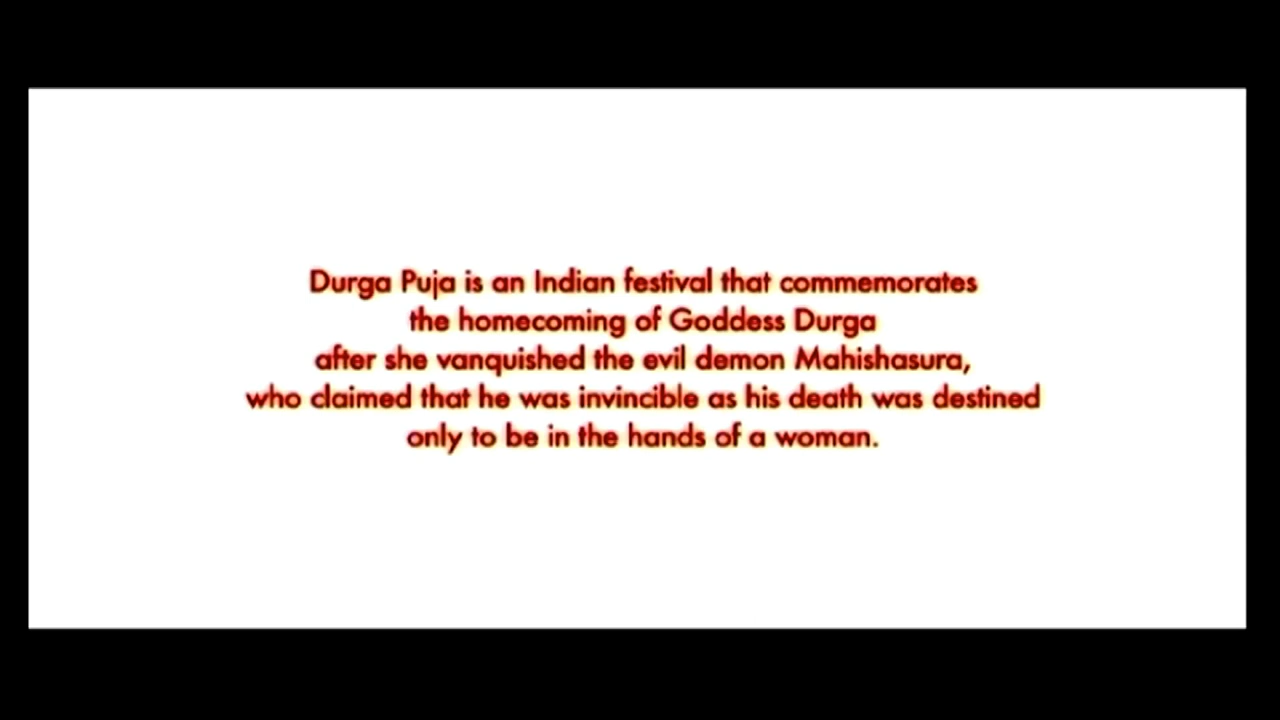 Durga Puja is an Indian festival that commemorates
the homecoming of Goddess Durga
after she vanquished the evil demon Mahishasura,
who claimed that he was invincible as his death was destined
only to be in the hands of a woman.